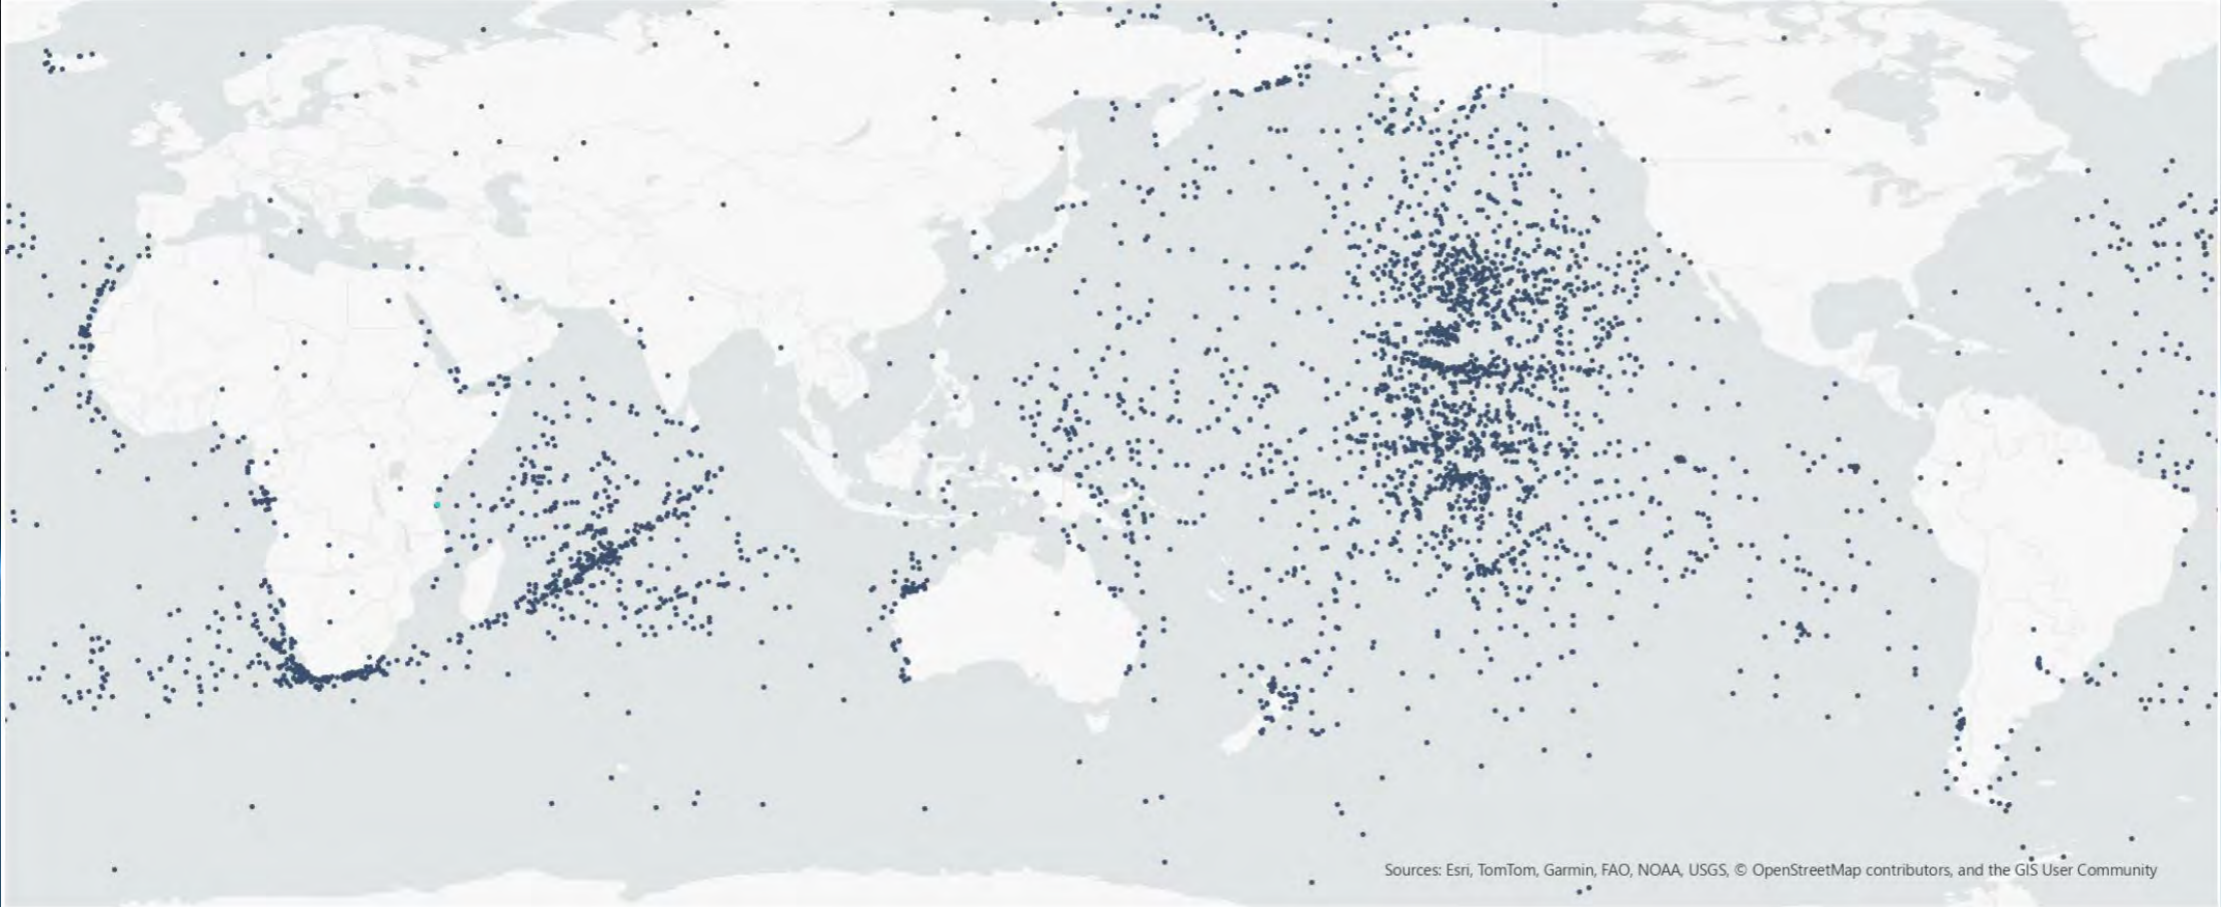 Sources: Esri, TomTom, Garmin, FAO, NOAA, USGS, © OpenStreetMap contributors, and the GIS User Community